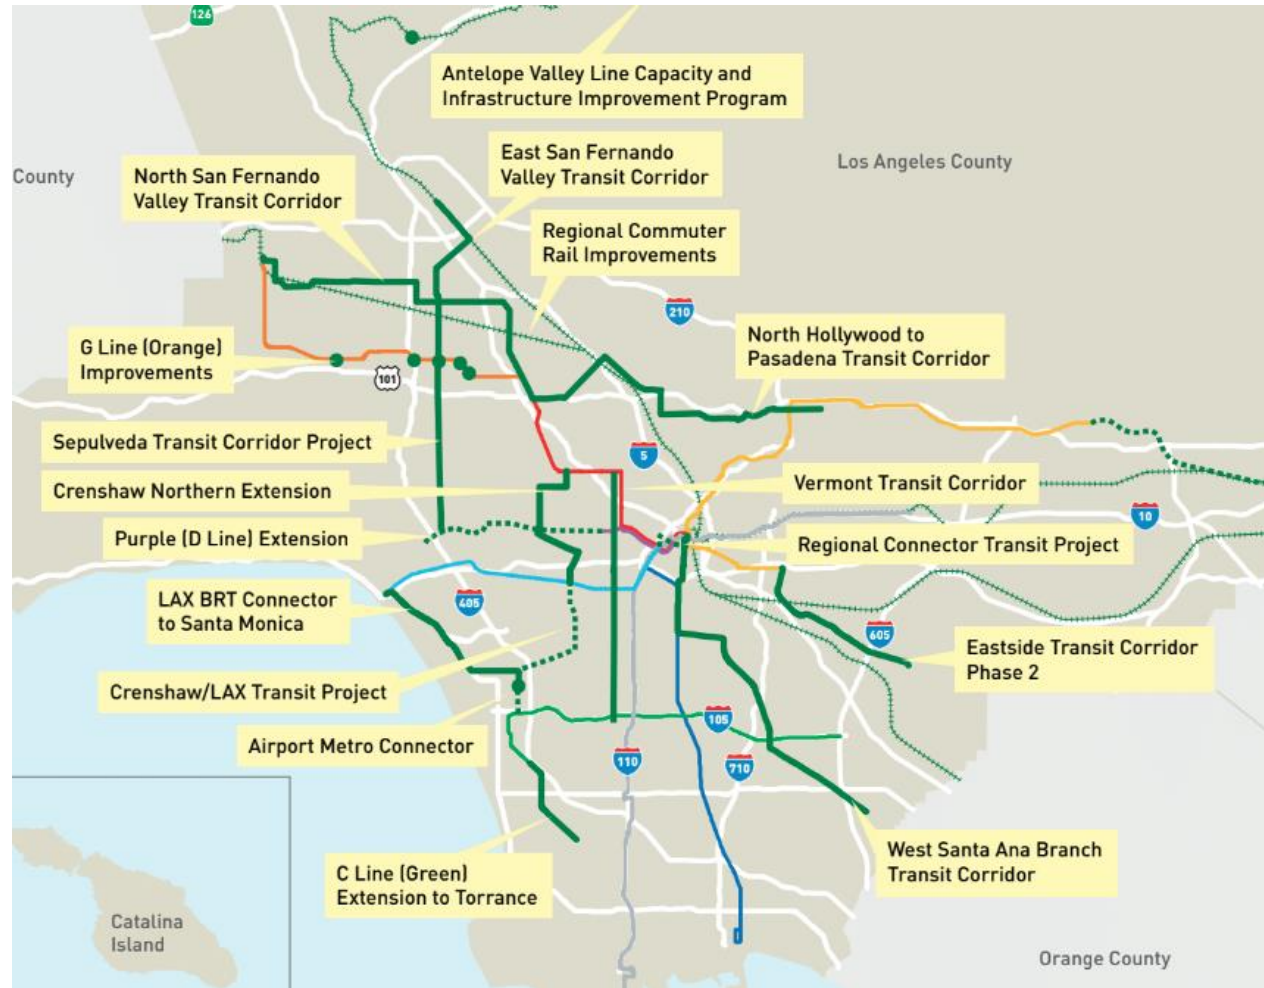 126
Antelope Valley Line Capacity and
Infrastructure Improvement Program
East San Fernando
Valley Transit Corridor
Los Angeles County
County
North San Fernando
Valley Transit Corridor
Regional Commuter
Rail Improvements
210
North Hollywood to
Pasadena Transit Corridor
G Line (Orange)
Improvements
101
Sepulveda Transit Corridor Project
5
Crenshaw Northern Extension
Vermont Transit Corridor
10
Purple (D Line) Extension
Regional Connector Transit Project
LAX BRT Connector
to Santa Monica
405
605
Eastside Transit Corridor
Phase 2
Crenshaw/LAX Transit Project
105
Airport Metro Connector
110
710
C Line (Green)
Extension to Torrance
West Santa Ana Branch
Transit Corridor
Catalina
Island
Orange County